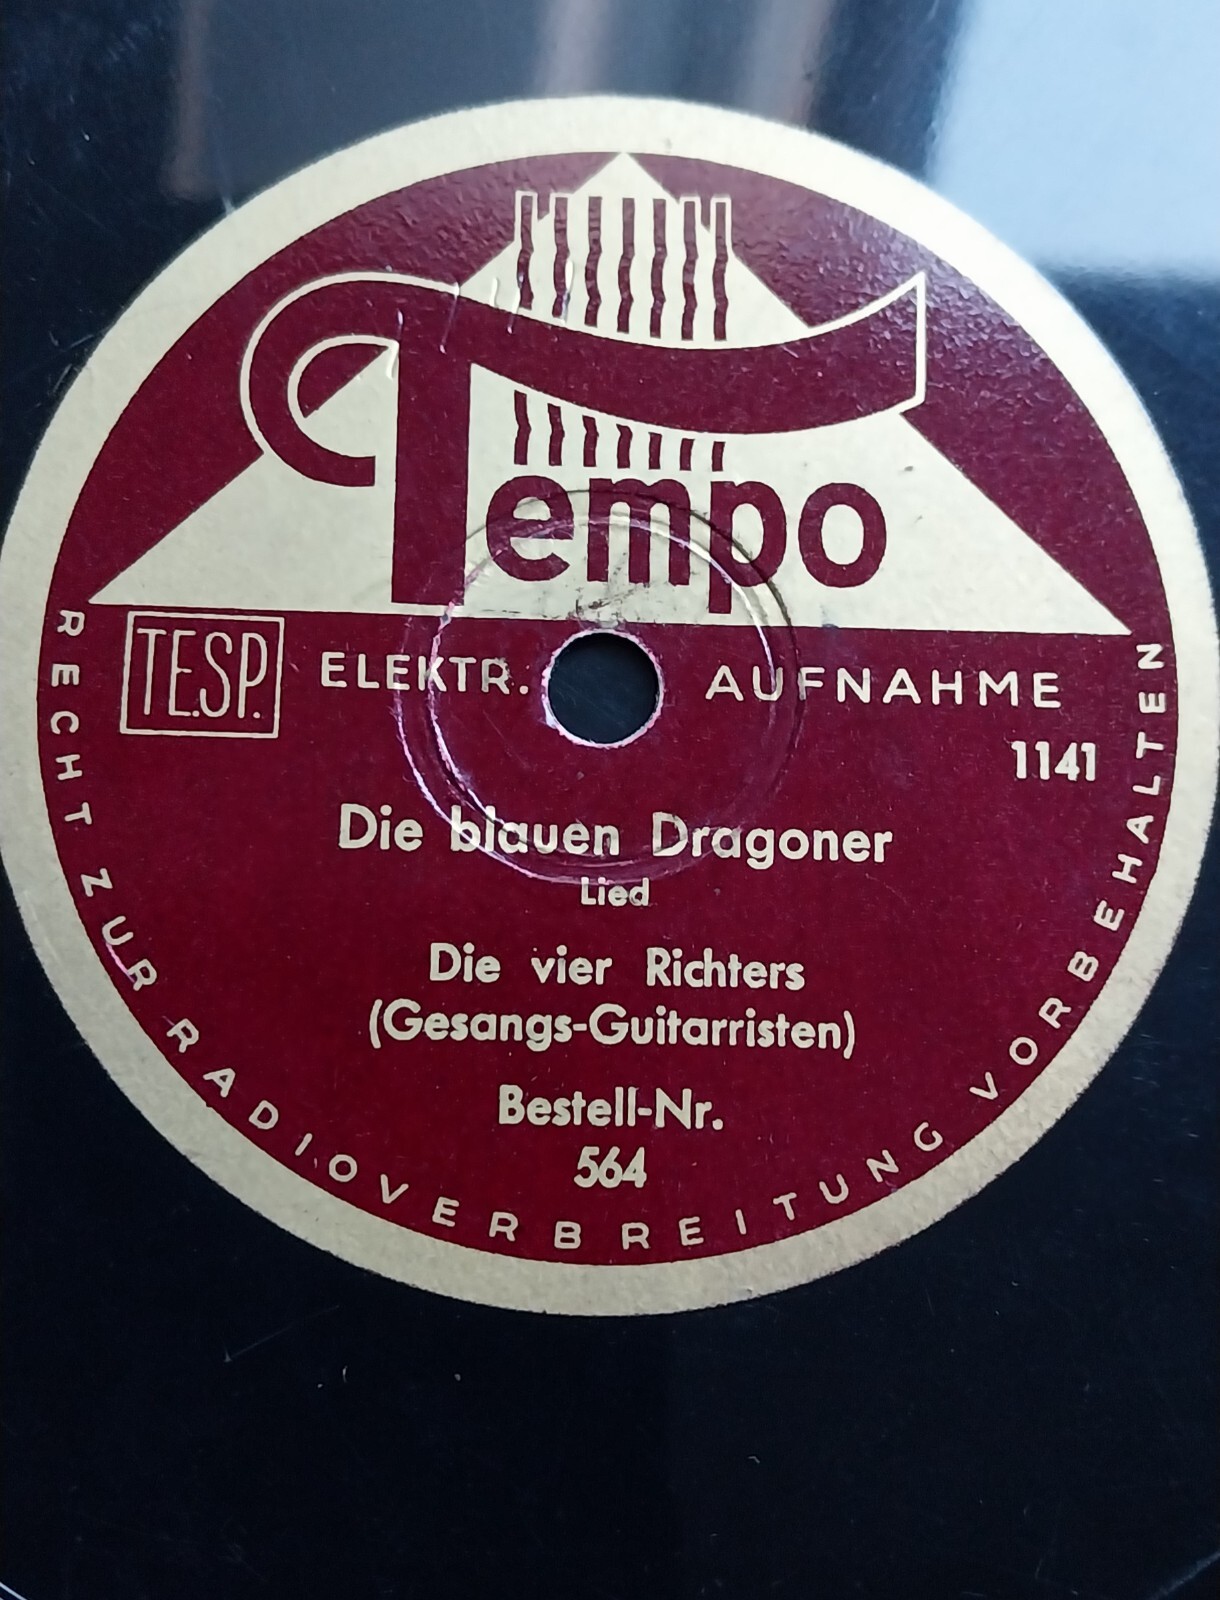 Tempo
TE.SP.
ELEKTR. AUFNAHME
1141
Die blauen Dragoner
Lied
Die vier Richters
(Gesangs-Guitarristen)
Bestell-Nr.
564
RECHT ZUR RADIOVERBREITUNG VORBEHALTEN